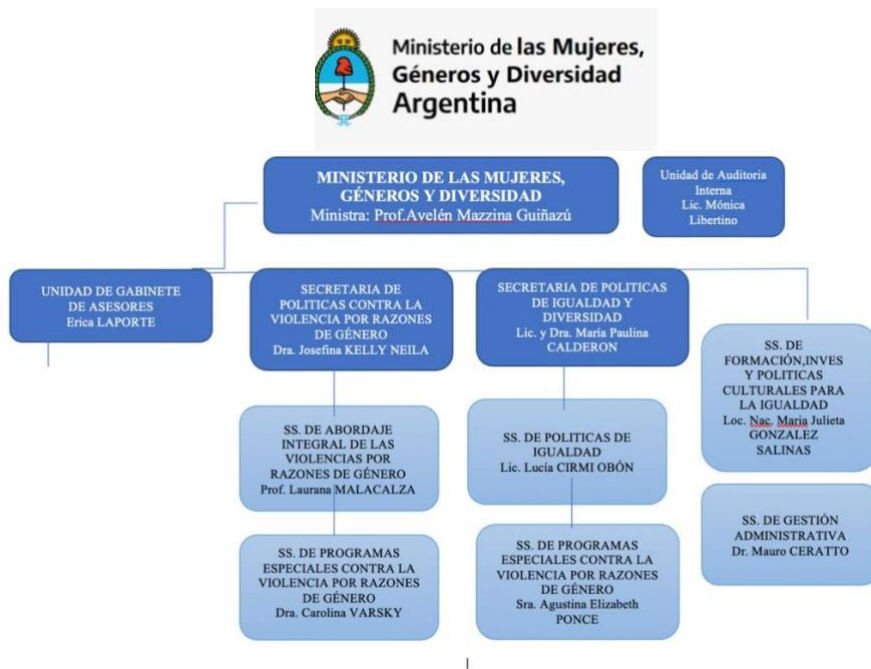 Ministerio de las Mujeres,
Géneros y Diversidad
Argentina
MINISTERIO DE LAS MUJERES,
GÉNEROS Y DIVERSIDAD
Ministra: Prof.Avelén Mazzina Guiñazú
Unidad de Auditoria
Interna
Lic. Mónica
Libertino
UNIDAD DE GABINETE
DE ASESORES
Erica LAPORTE
SECRETARIA DE
POLITICAS CONTRA LA
VIOLENCIA POR RAZONES
DE GÉNERO
Dra. Josefina KELLY NEILA
SECRETARIA DE POLITICAS
DE IGUALDAD Y
DIVERSIDAD
Lic. y Dra. María Paulina
CALDERON
SS. DE
FORMACIÓN,INVES
Y POLITICAS
CULTURALES PARA
LA IGUALDAD
Loc. Nac. Maria Julieta
GONZALEZ
SALINAS
SS. DE ABORDAJE
INTEGRAL DE LAS
VIOLENCIAS POR
RAZONES DE GÉNERO
Prof. Laurana MALACALZA
SS. DE POLITICAS DE
IGUALDAD
Lic. Lucía CIRMI OBÓN
SS. DE GESTIÓN
ADMINISTRATIVA
Dr. Mauro CERATTO
SS. DE PROGRAMAS
ESPECIALES CONTRA LA
VIOLENCIA POR RAZONES
DE GÉNERO
Dra. Carolina VARSKY
SS. DE PROGRAMAS
ESPECIALES CONTRA LA
VIOLENCIA POR RAZONES
DE GÉNERO
Sra. Agustina Elizabeth
PONCE